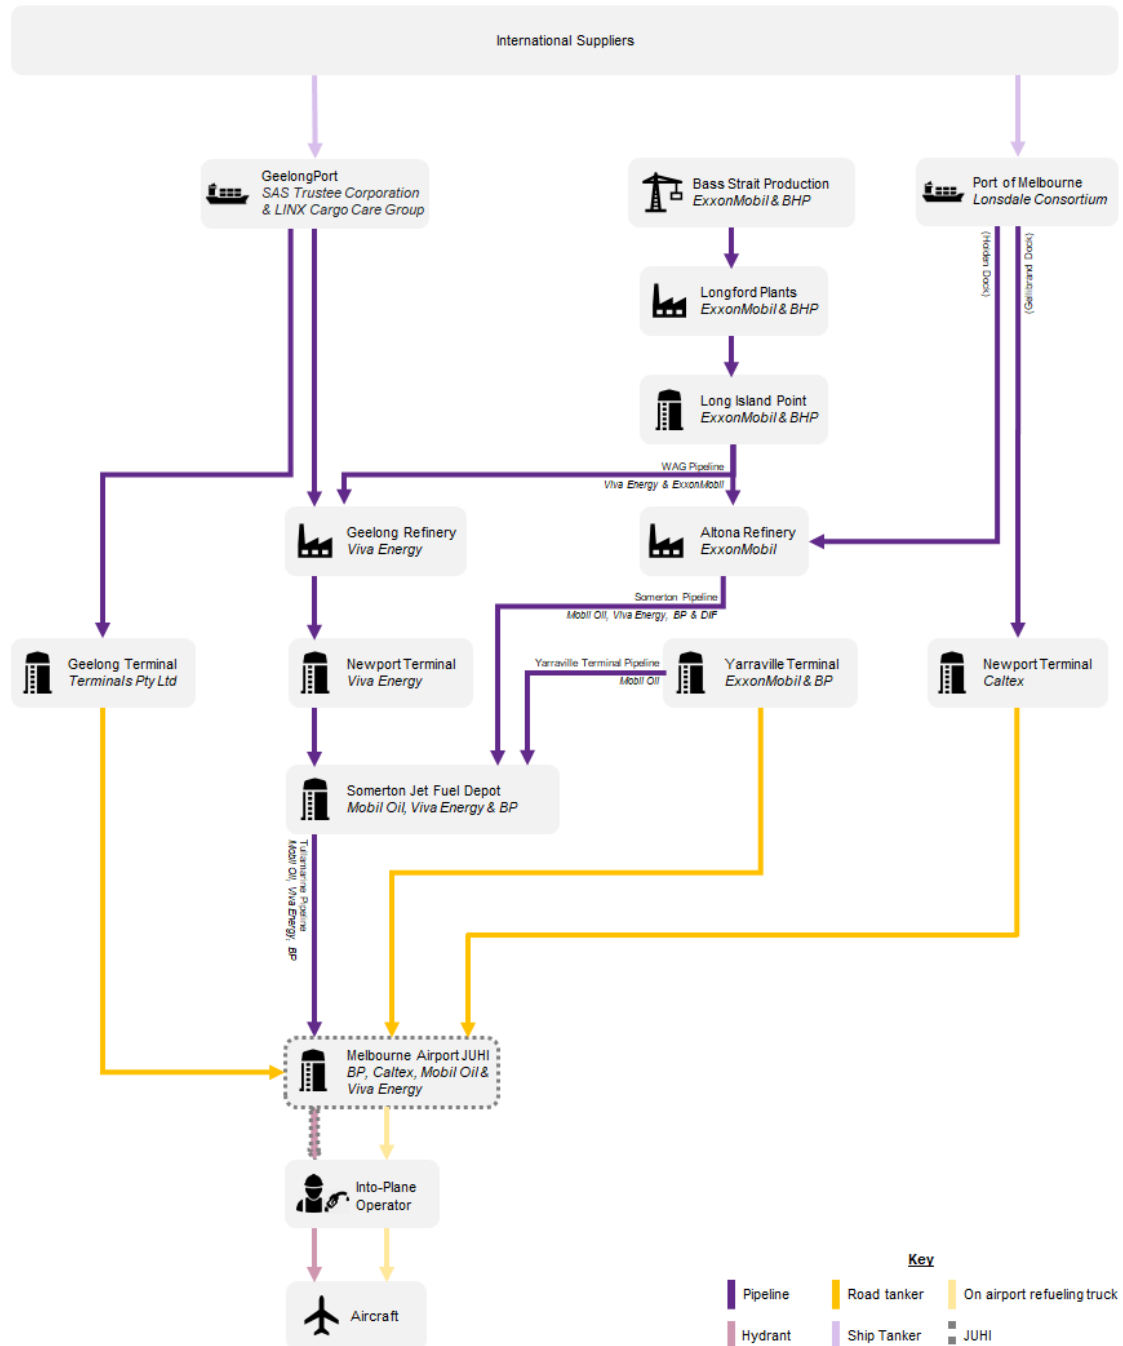 International Suppliers
GeelongPort
SAS Trustee Corporation
& LINX Cargo Care Group
Bass Strait Production
ExxonMobil & BHP
Port of Melbourne
Lonsdale Consortium
(Holden Dock)
(Gellibrand Dock)
Longford Plants
ExxonMobil & BHP
Long Island Point
ExxonMobil & BHP
WAG Pipeline
Viva Energy & ExxonMobil
Geelong Refinery
Viva Energy
Altona Refinery
ExxonMobil
Somerton Pipeline
Mobil Oil, Viva Energy, BP & DIF
Geelong Terminal
Terminals Pty Ltd
Newport Terminal
Viva Energy
Yarraville Terminal Pipeline
Mobil Oil
Yarraville Terminal
ExxonMobil & BP
Newport Terminal
Caltex
Somerton Jet Fuel Depot
Mobil Oil, Viva Energy & BP
Tullamarine Pipeline
Mobil Oil, Viva Energy, BP
Melbourne Airport JUHI
BP, Caltex, Mobil Oil &
Viva Energy
Into-Plane
Operator
Aircraft
Key
Pipeline
Road tanker
On airport refueling truck
Hydrant
Ship Tanker
JUHI